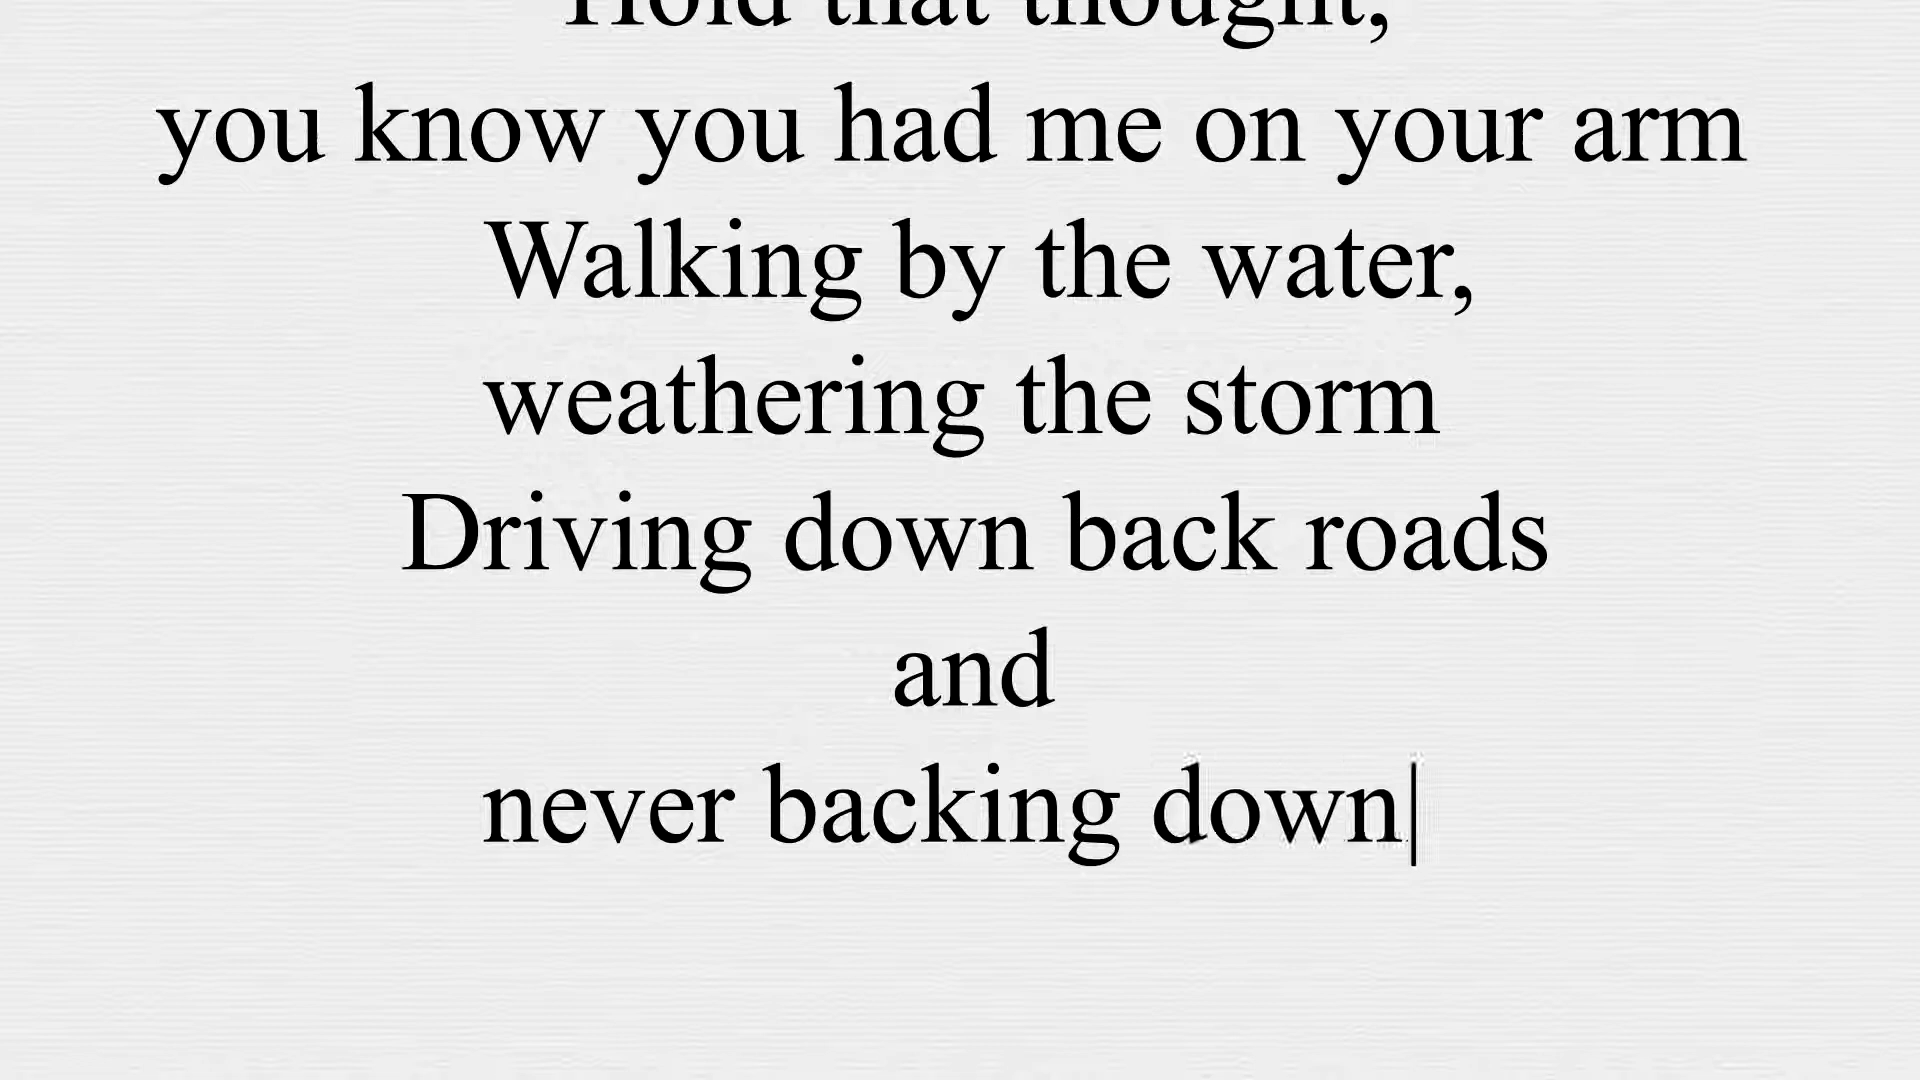 Hold that thought,
you know you had me on your arm
Walking by the water,
weathering the storm
Driving down back roads
and
never backing down